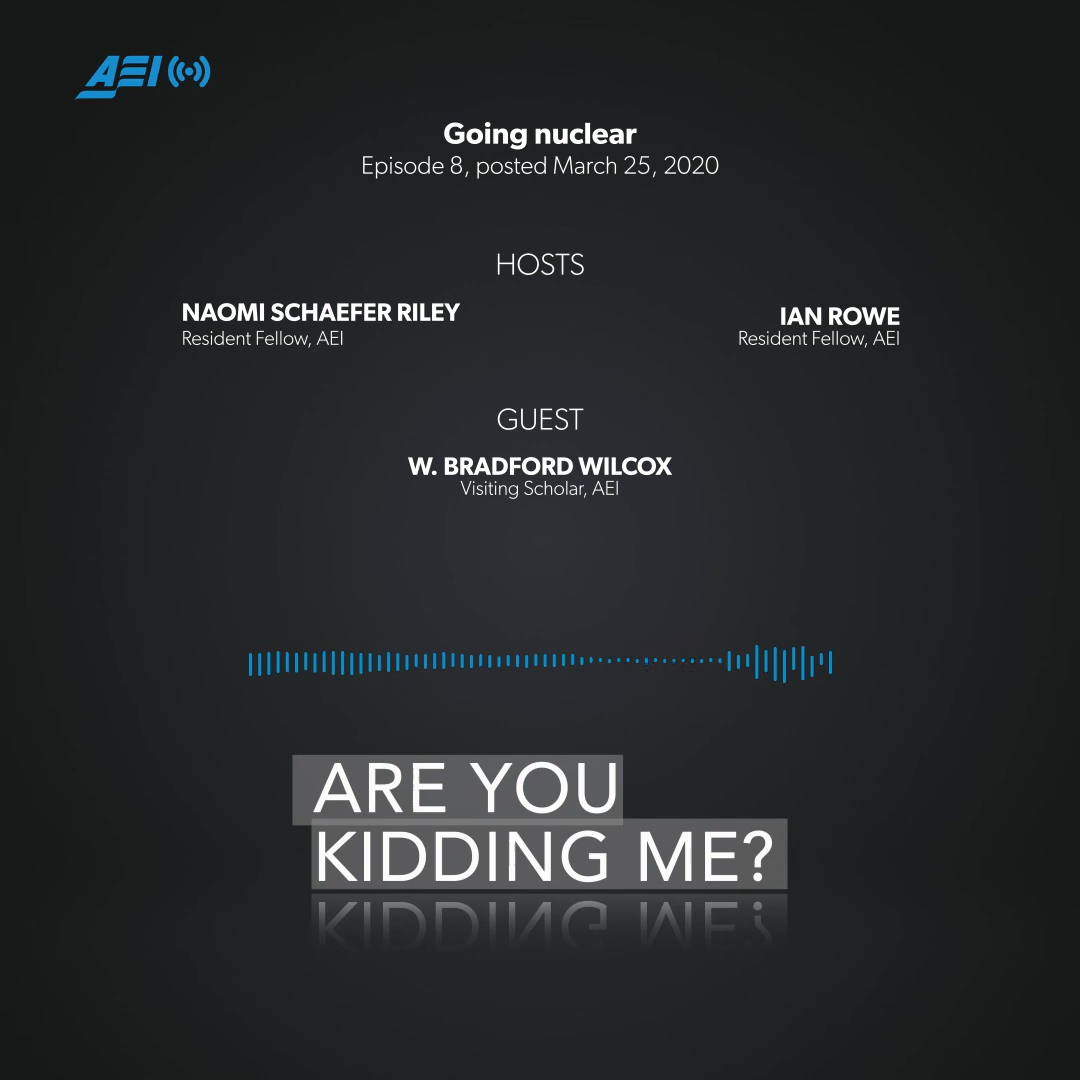 AEI
Going nuclear
Episode 8, posted March 25, 2020
HOSTS
NAOMI SCHAEFER RILEY
Resident Fellow, AEI
IAN ROWE
Resident Fellow, AEI
GUEST
W. BRADFORD WILCOX
Visiting Scholar, AEI
ARE YOU
KIDDING ME?